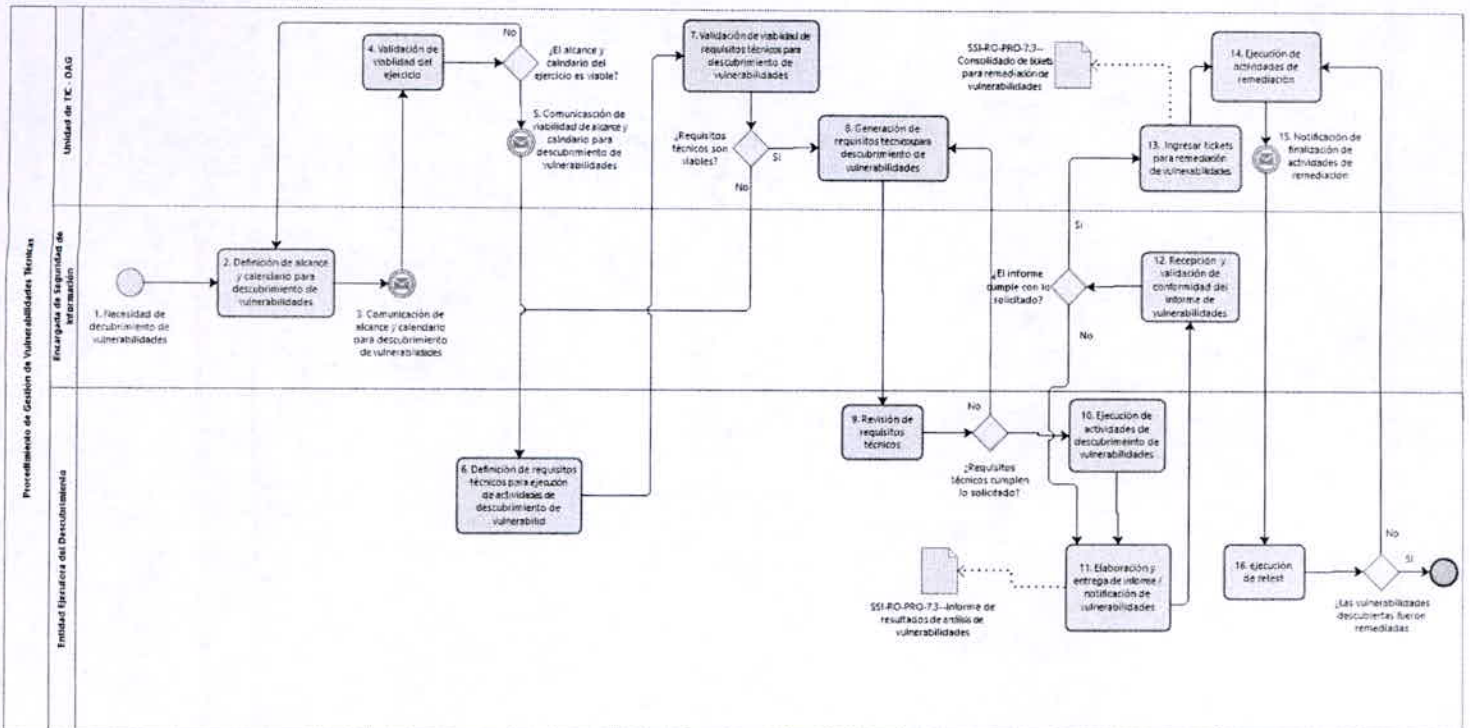 Procedimiento de Gestión de Vulnerabilidades Técnicas
Unidad de TIC - DAG
4. Validación de
viabilidad del
ejercicio
No
¿El alcance y
calndario del
ejercicio es viable?
5. Comunicasción de
viabilidad de alcance y
calndario para
descubrimiento de
vulnerabilidades
7. Validación de viabilidad de
requisitos técnicos para
descubrimiento de
vulnerabilidades
¿Requisitos
técnicos son
viables?
Si
No
8. Generación de
requisitos técnicos para
descubrimiento de
vulnerabilidades
SSI-RO-PRO-7.3--
Consolidado de tickets
para remediación de
vulnerabilidades
13. Ingresar tickets
para remediación
de vulnerabilidades
14. Ejecución de
actividades de
remediación
15. Notificación de
finalización de
actividades de
remediación
Encargada de Seguridad de
Información
1. Necesidad de
decubrimiento de
vulnerabilidades
2. Definición de alcance
y calendario para
descubrimiento de
vulnerabilidades
3. Comunicación de
alcance y calendario
para descubrimiento
de vulnerabilidades
Si
¿El informe
cumple con lo
solicitado?
No
12. Recepción y
validación de
conformidad del
informe de
vulnerabilidades
Entidad Ejecutora del Descubrimiento
6. Definición de requisitos
técnicos para ejecución
de actividades de
descubrimiento de
vulnerabilid
9. Revisión de
requisitos
técnicos
No
¿Requisitos
técnicos cumplen
lo solicitado?
10. Ejecución de
actividades de
descubrimeinto de
vulnerabilidades
SSI-RO-PRO-7.3--Informe de
resultados de análisis de
vulnerabilidades
11. Elaboración y
entrega de informe /
notificación de
vulnerabilidades
16. ejecución
de retest
No
Si
¿Las vulnerabilidades
descubiertas fueron
remediadas